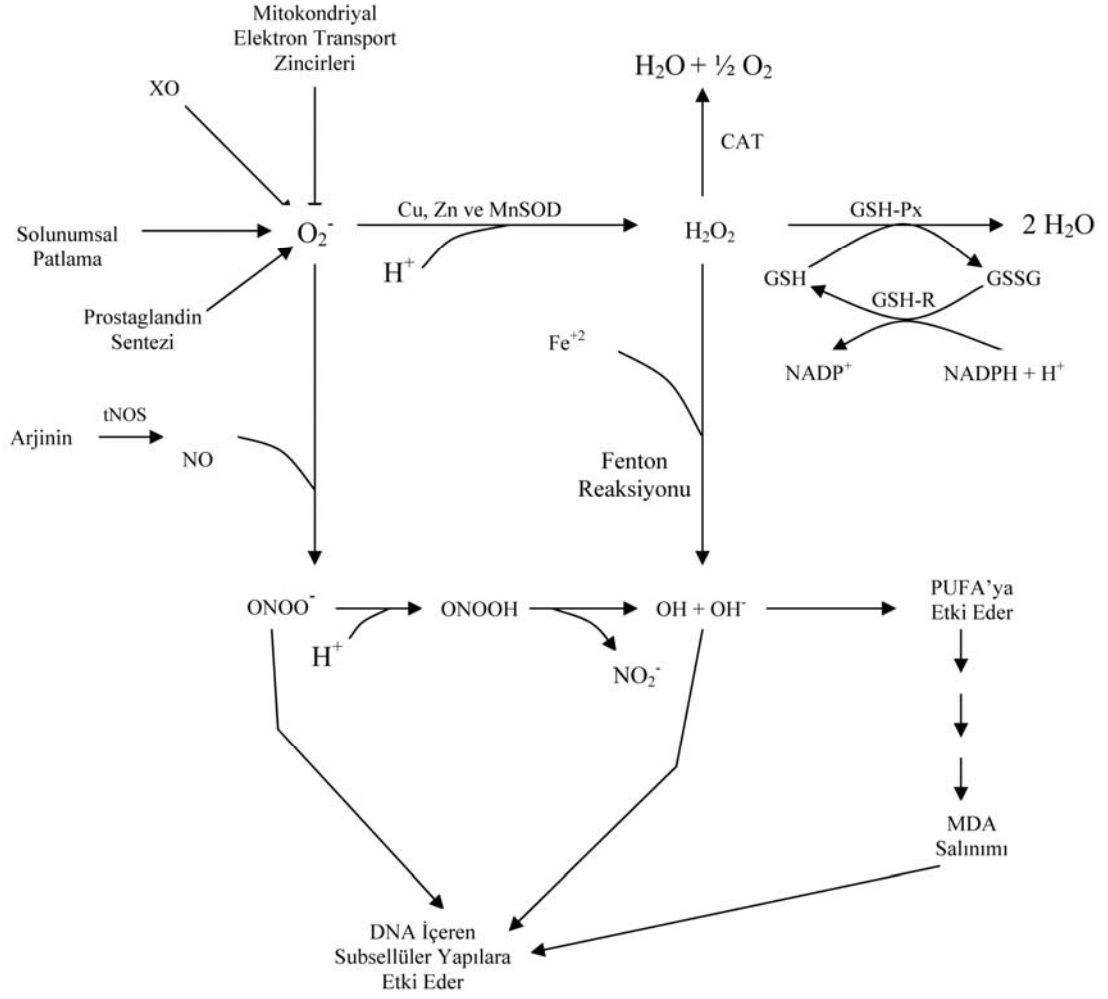 Mitokondriyal
Elektron Transport
Zincirleri
H₂O + ½ O₂
XO
CAT
Cu, Zn ve MnSOD
GSH-Px
Solunumsal
Patlama
O₂⁻
H⁺
H₂O₂
2 H₂O
GSH
GSSG
GSH-R
Prostaglandin
Sentezi
Fe⁺²
NADP⁺
NADPH + H⁺
Arjinin
tNOS
NO
Fenton
Reaksiyonu
ONOO⁻
H⁺
ONOOH
NO₂⁻
OH + OH⁻
PUFA'ya
Etki Eder
MDA
Salınımı
DNA İçeren
Subsellüler Yapılara
Etki Eder